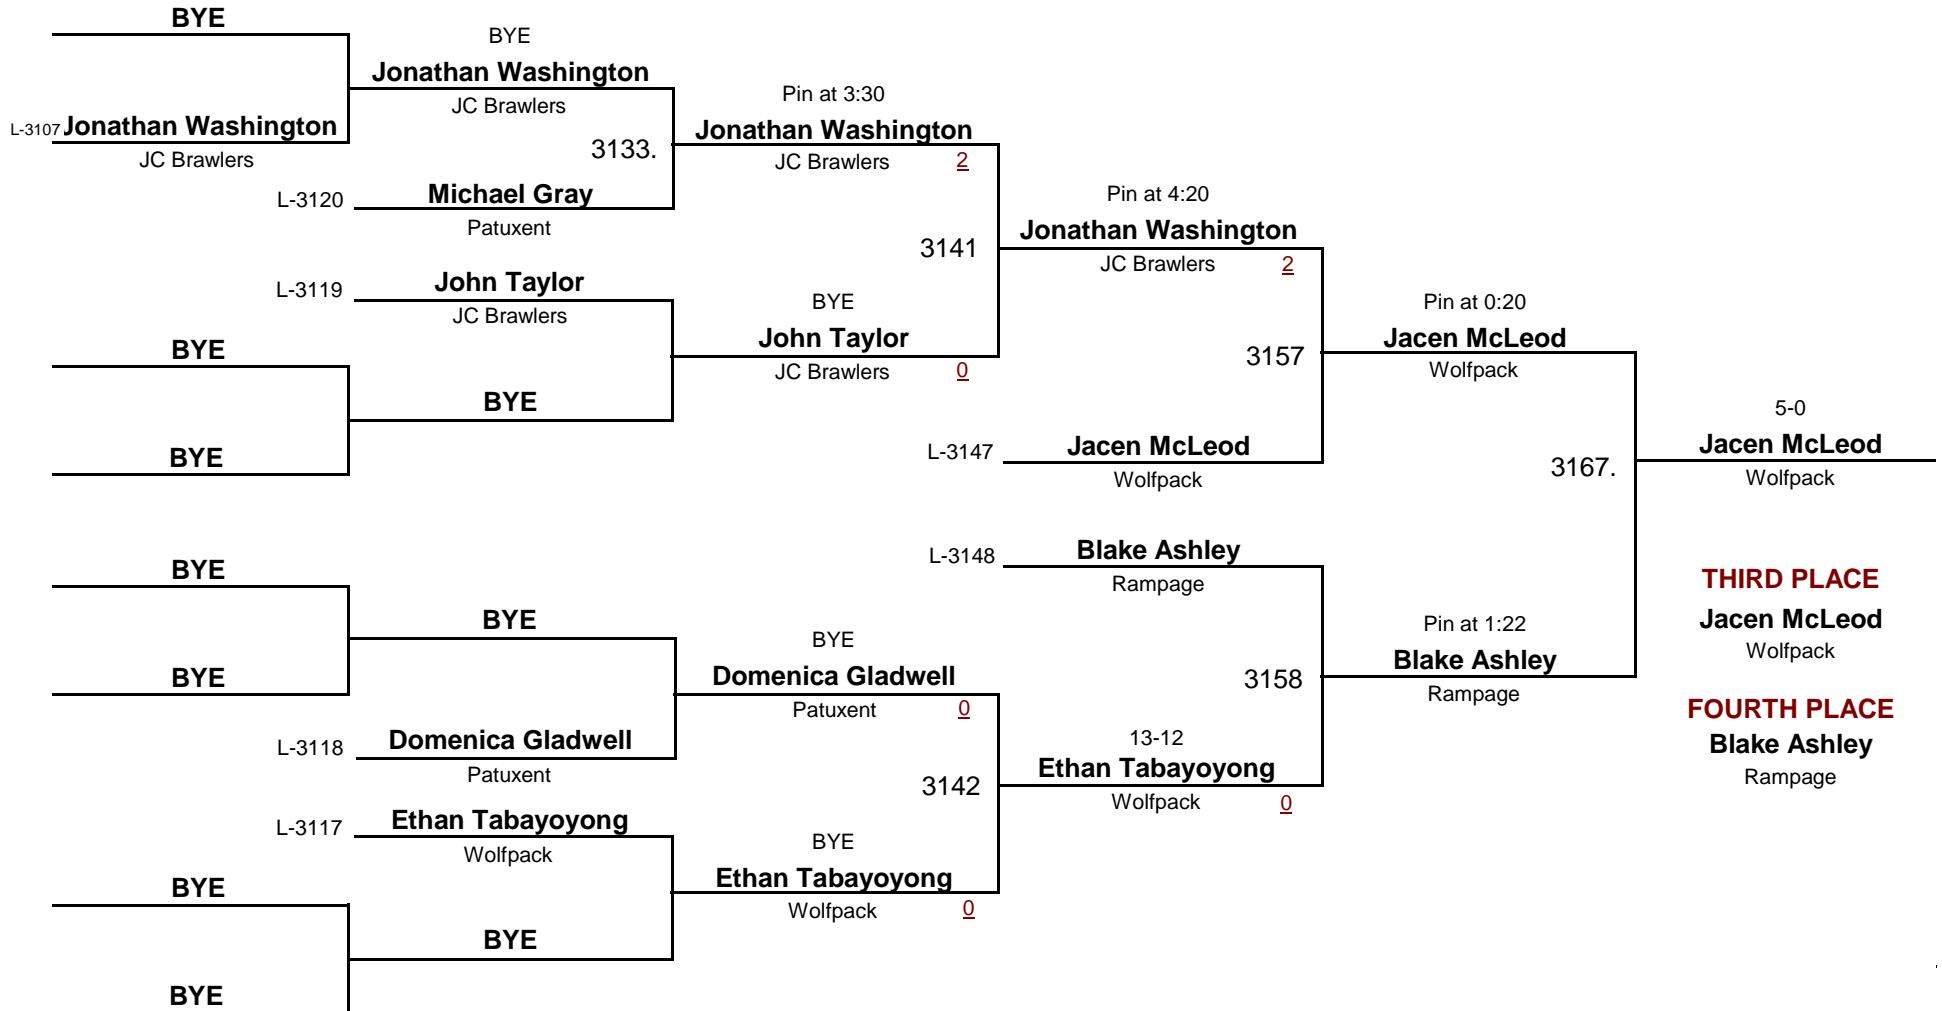 BYE
L-3107 Jonathan Washington
JC Brawlers
BYE
Jonathan Washington
JC Brawlers
3133.
L-3120 Michael Gray
Patuxent
Pin at 3:30
Jonathan Washington
JC Brawlers 2
L-3119 John Taylor
JC Brawlers
BYE
BYE
BYE
BYE
John Taylor
JC Brawlers 0
3141
Pin at 4:20
Jonathan Washington
JC Brawlers 2
3157
L-3147 Jacen McLeod
Wolfpack
Pin at 0:20
Jacen McLeod
Wolfpack
3167.
5-0
Jacen McLeod
Wolfpack
BYE
BYE
BYE
L-3118 Domenica Gladwell
Patuxent
BYE
Domenica Gladwell
Patuxent 0
L-3117 Ethan Tabayoyong
Wolfpack
BYE
BYE
BYE
BYE
Ethan Tabayoyong
Wolfpack 0
3142
13-12
Ethan Tabayoyong
Wolfpack 0
L-3148 Blake Ashley
Rampage
3158
Pin at 1:22
Blake Ashley
Rampage
THIRD PLACE
Jacen McLeod
Wolfpack
FOURTH PLACE
Blake Ashley
Rampage